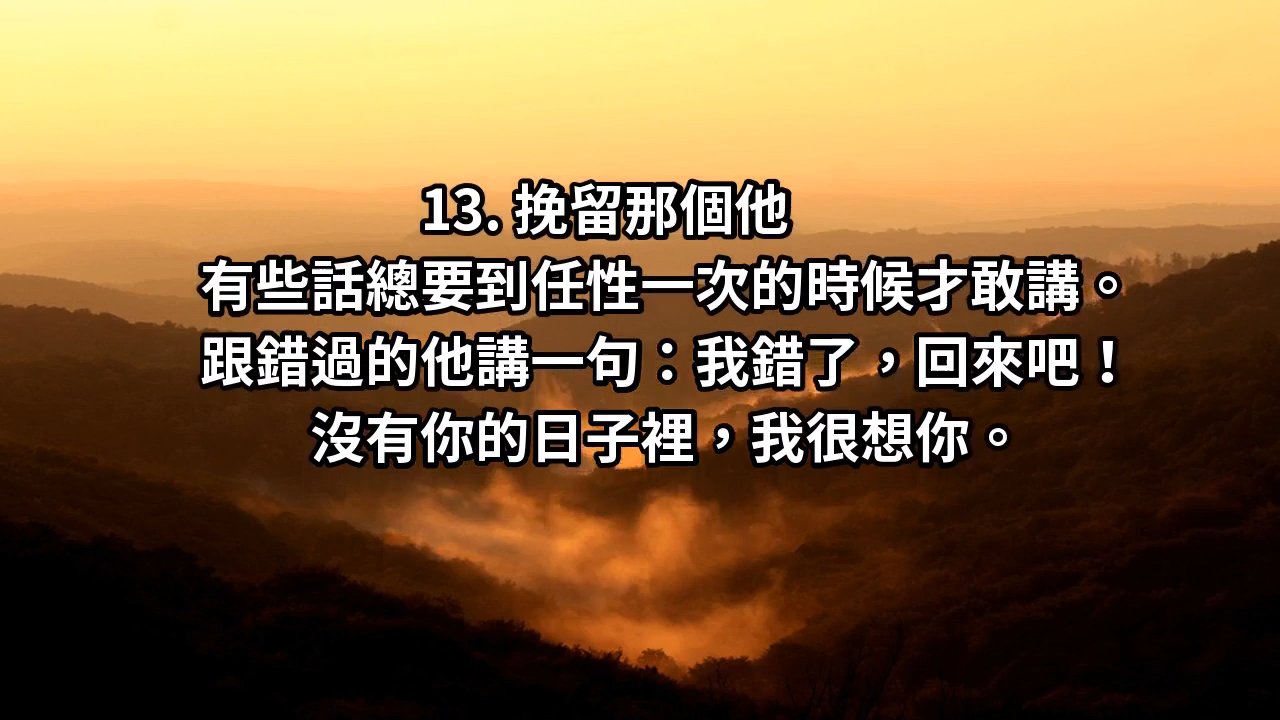 13. 挽留那個他
有些話總要到任性一次的時候才敢講。
跟錯過的他講一句：我錯了，回來吧！
沒有你的日子裡，我很想你。